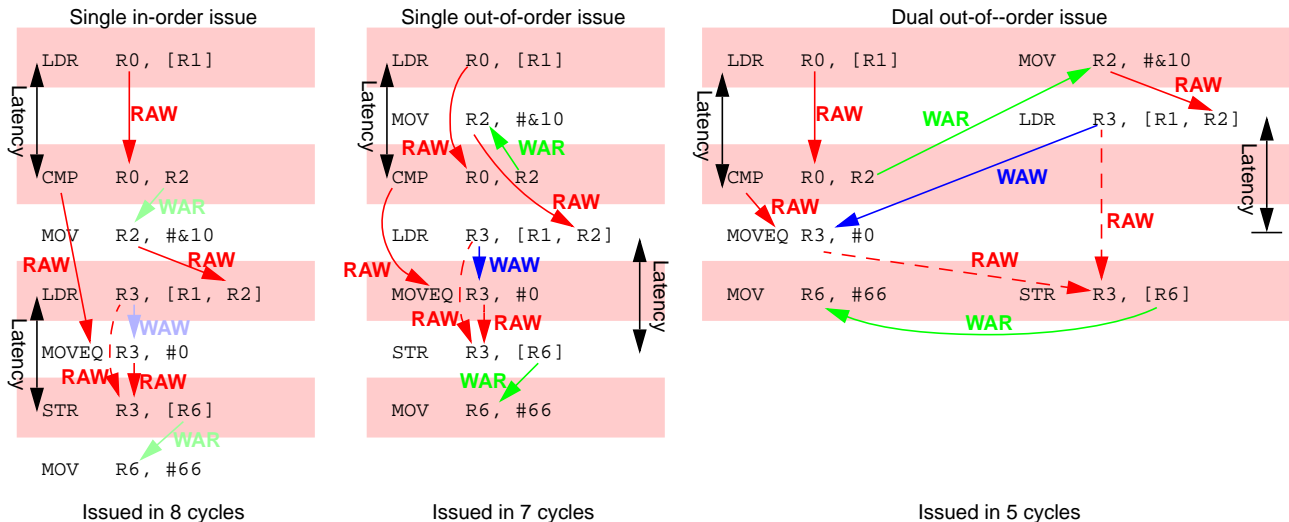 Single in-order issue
LDR R0, [R1]
Latency
RAW
CMP R0, R2
WAR
MOV R2, #&10
RAW
RAW
LDR R3, [R1, R2]
Latency
WAW
MOVEQ R3, #0
RAW
RAW
STR R3, [R6]
WAR
MOV R6, #66
Issued in 8 cycles
Single out-of-order issue
LDR R0, [R1]
Latency
MOV R2, #&10
RAW
WAR
CMP R0, R2
RAW
LDR R3, [R1, R2]
RAW
WAW
Latency
MOVEQ R3, #0
RAW
RAW
STR R3, [R6]
WAR
MOV R6, #66
Issued in 7 cycles
Dual out-of--order issue
LDR R0, [R1] MOV R2, #&10
RAW
Latency
RAW
WAR
LDR R3, [R1, R2]
CMP R0, R2
WAW
Latency
RAW
RAW
MOVEQ R3, #0
RAW
MOV R6, #66 STR R3, [R6]
WAR
Issued in 5 cycles